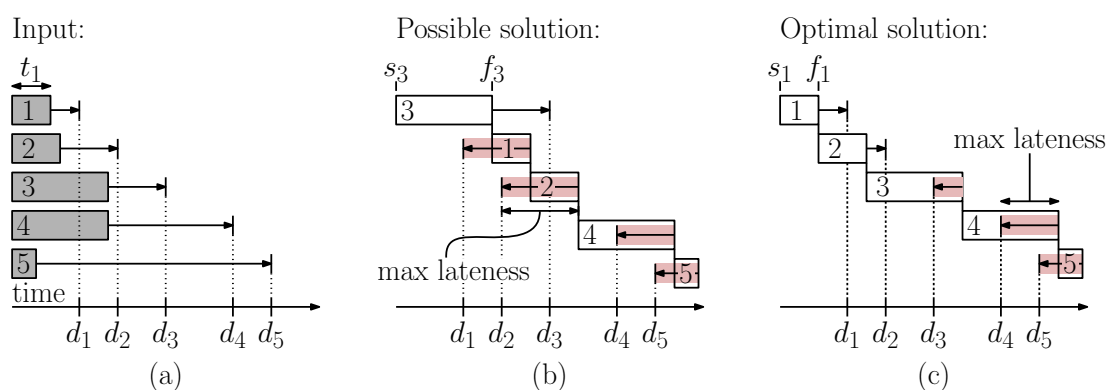 Input:
t₁
1
2
3
4
5
time
d₁ d₂ d₃ d₄ d₅
(a)
Possible solution:
s₃ f₃
3
1
2
4
max lateness
5
d₁ d₂ d₃ d₄ d₅
(b)
Optimal solution:
s₁ f₁
1
2
max lateness
3
4
5
d₁ d₂ d₃ d₄ d₅
(c)